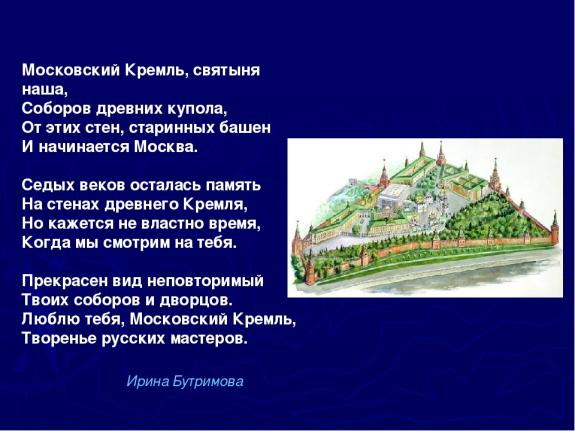 Московский Кремль, святыня
наша,
Соборов древних купола,
От этих стен, старинных башен
И начинается Москва.
Седых веков осталась память
На стенах древнего Кремля,
Но кажется не властно время,
Когда мы смотрим на тебя.
Прекрасен вид неповторимый
Твоих соборов и дворцов.
Люблю тебя, Московский Кремль,
Творенье русских мастеров.
Ирина Бутримова